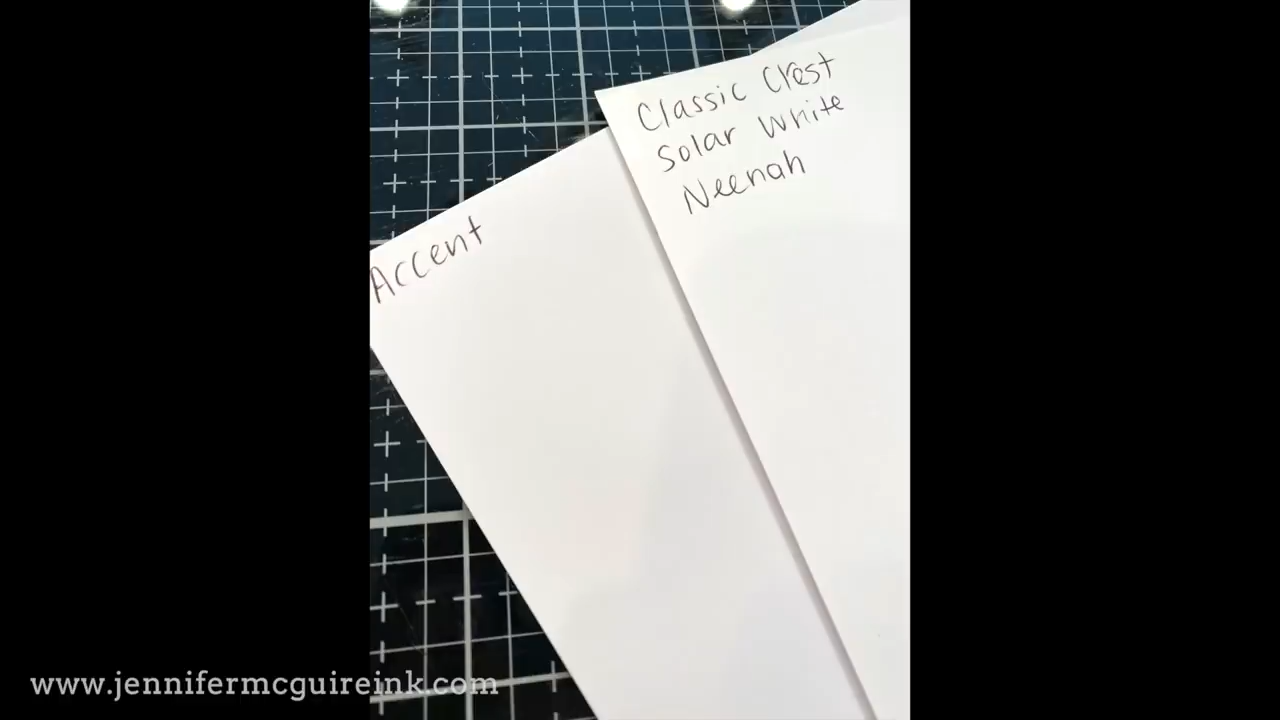 Accent
Classic Crest
Solar White
Neenah
www.jennifermcguireink.com